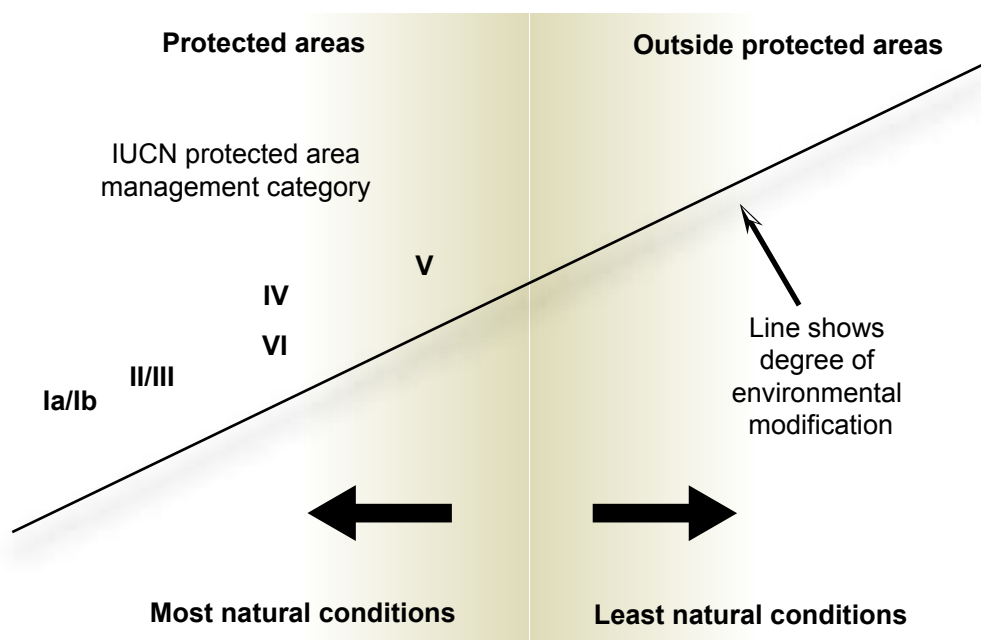 Protected areas
Outside protected areas
IUCN protected area
management category
V
IV
VI
II/III
Ia/Ib
Line shows
degree of
environmental
modification
Most natural conditions
Least natural conditions